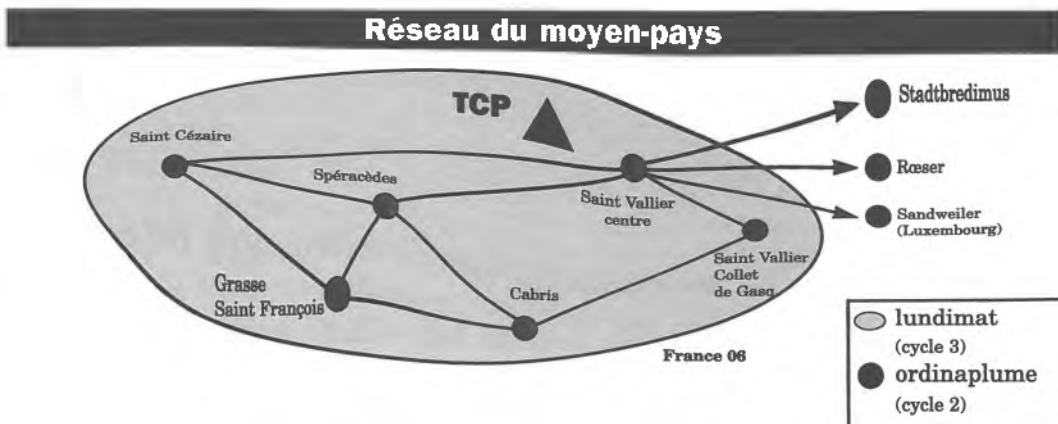 Réseau du moyen-pays
TCP
Stadtbredimus
Saint Cézaire
Spéracèdes
Rœser
Saint Vallier
centre
Sandweiler
(Luxembourg)
Saint Vallier
Collet
de Gasq
Grasse
Saint François
Cabris
France 06
lundimat
(cycle 3)
ordinaplume
(cycle 2)